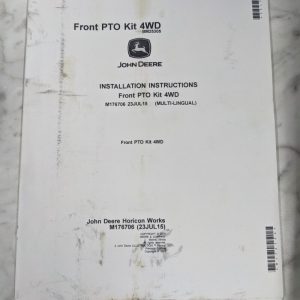 Front PTO Kit 4WD
JOHN DEERE
INSTALLATION INSTRUCTIONS
Front PTO Kit 4WD
M176706 23JUL15 (MULTI-LINGUAL)
Front PTO Kit 4WD
John Deere Horicon Works
M176706 (23JUL15)